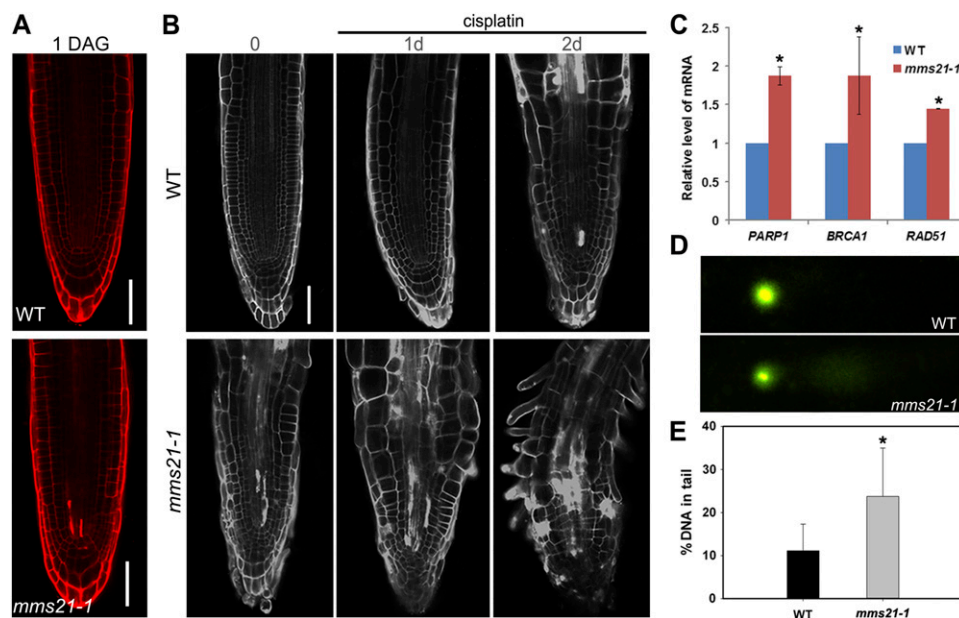 A
1 DAG
WT
mms21-1
B
cisplatin
0
1d
2d
WT
mms21-1
C
Relative level of mRNA
2.5
2
1.5
1
0.5
0
*
*
*
WT
mms21-1
PARP1
BRCA1
RAD51
D
WT
mms21-1
E
% DNA in tail
40
30
20
10
0
*
WT
mms21-1